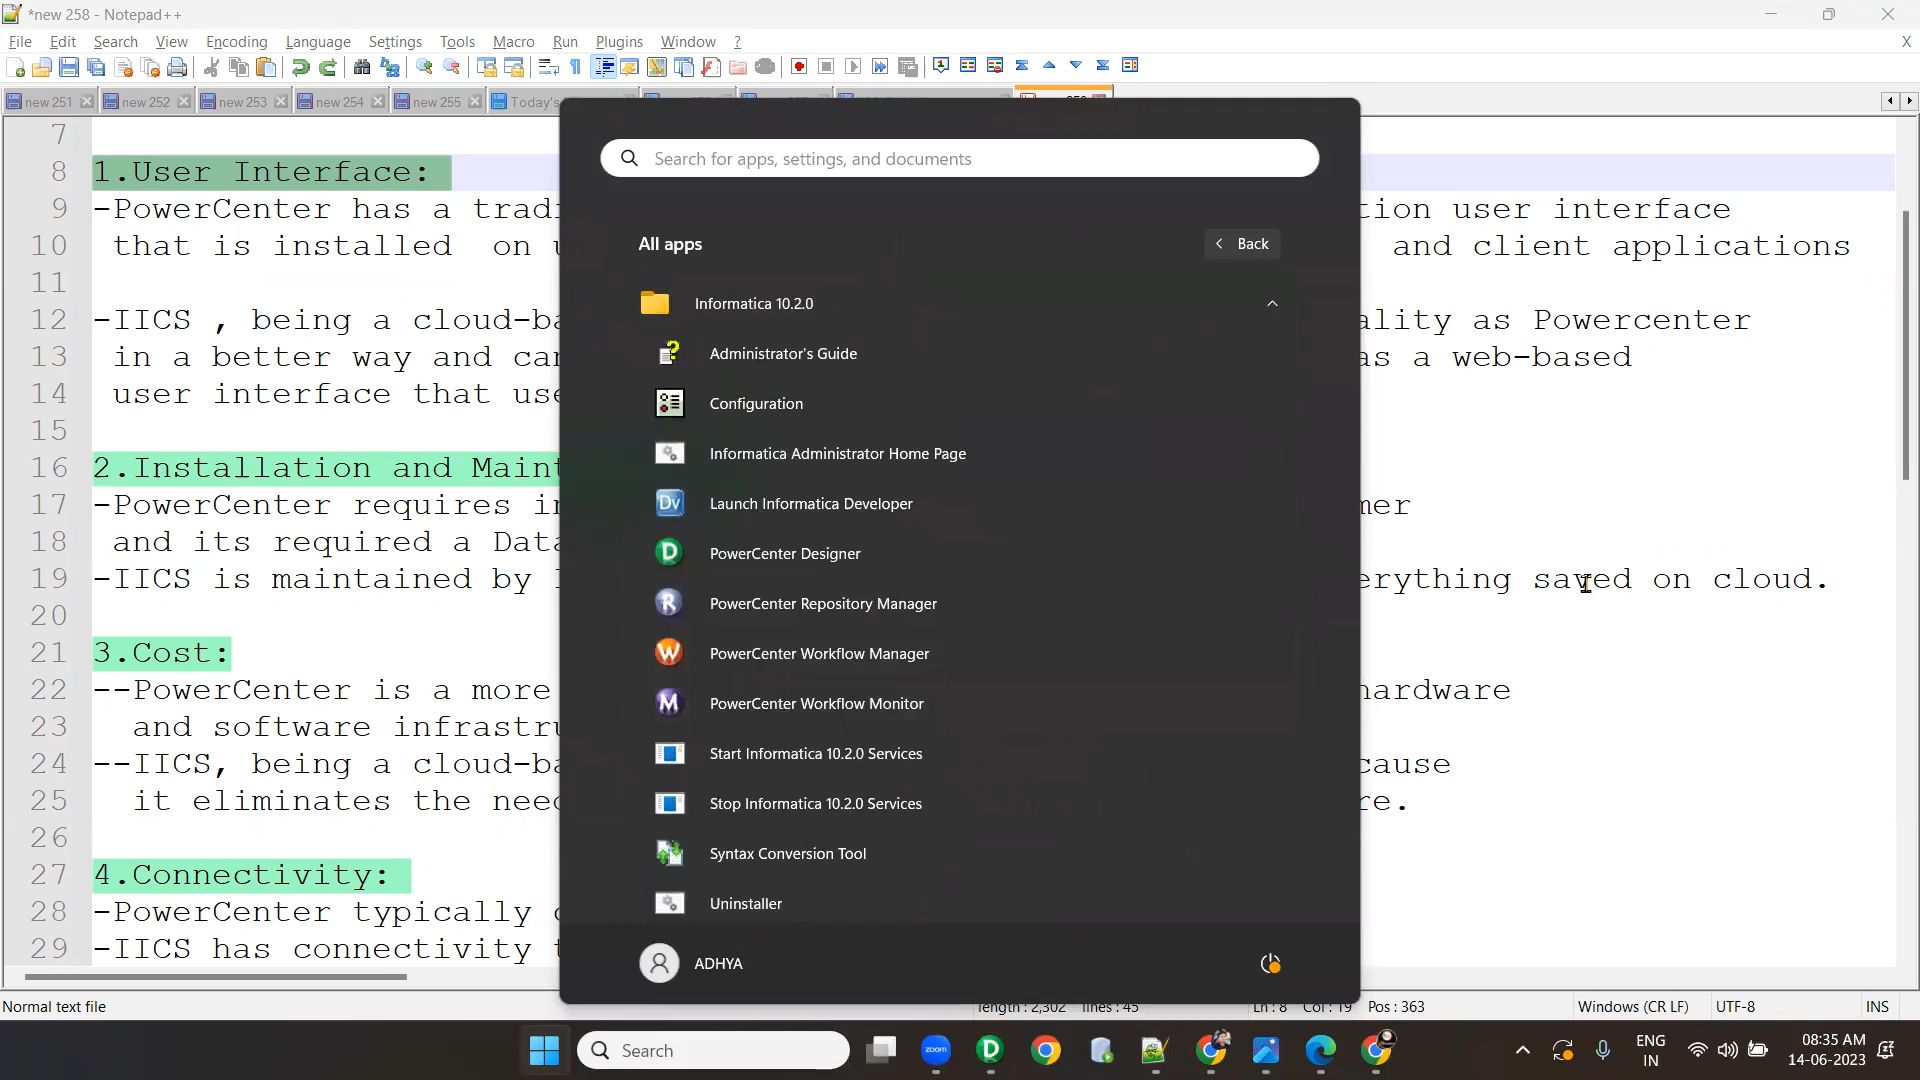 *new 258 - Notepad++
File Edit Search View Encoding Language Settings Tools Macro Run Plugins Window ? X
new 251 new 252 new 253 new 254 new 255 Today's
7
8 1.User Interface:
9 -PowerCenter has a trad tion user interface
10 that is installed on and client applications
11
12 -IICS , being a cloud-ba ality as Powercenter
13 in a better way and can as a web-based
14 user interface that use
15
16 2.Installation and Maint
17 -PowerCenter requires in mer
18 and its required a Data
19 -IICS is maintained by erything saved on cloud.
20
21 3.Cost:
22 --PowerCenter is a more hardware
23 and software infrastru
24 --IICS, being a cloud-ba cause
25 it eliminates the need re.
26
27 4.Connectivity:
28 -PowerCenter typically
29 -IICS has connectivity
Search for apps, settings, and documents
All apps
Back
Informatica 10.2.0
Administrator's Guide
Configuration
Informatica Administrator Home Page
Dv Launch Informatica Developer
D PowerCenter Designer
R PowerCenter Repository Manager
W PowerCenter Workflow Manager
M PowerCenter Workflow Monitor
Start Informatica 10.2.0 Services
Stop Informatica 10.2.0 Services
Syntax Conversion Tool
Uninstaller
ADHYA
Normal text file length : 2,302 lines : 45 Ln : 8 Col : 19 Pos : 363 Windows (CR LF) UTF-8 INS
Search
zoom
D
ENG
IN
08:35 AM
14-06-2023